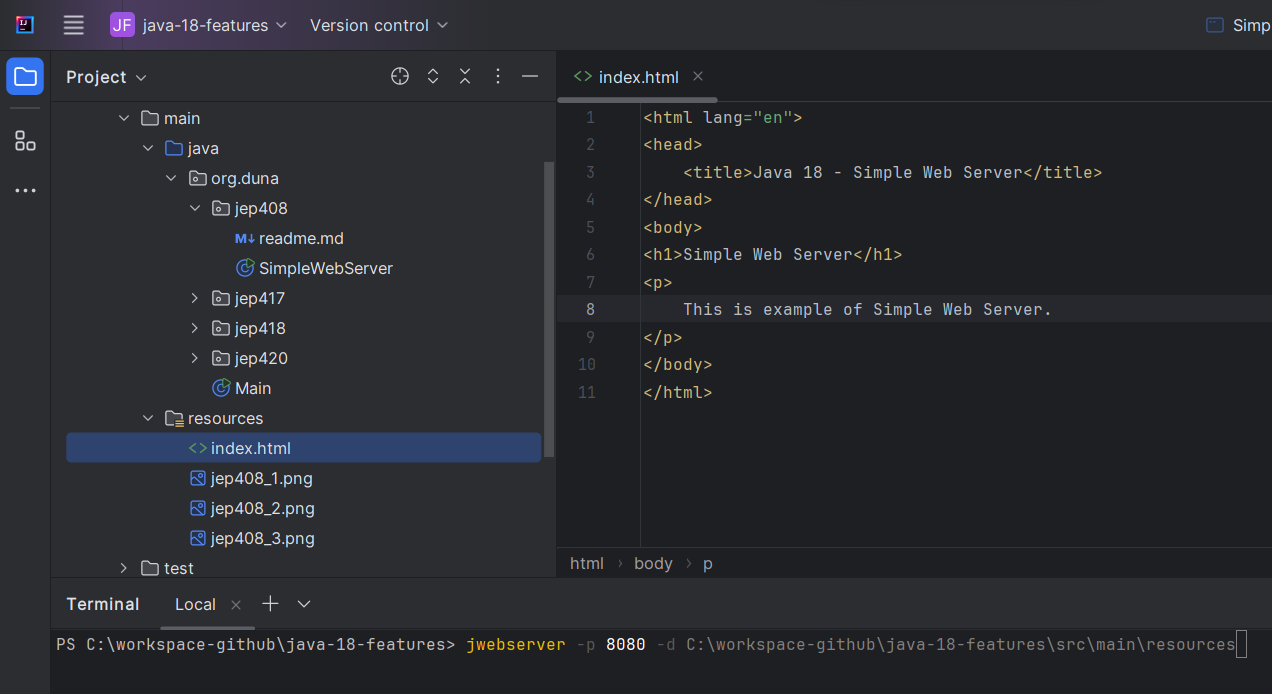 JF java-18-features Version control Simp
Project
main
java
org.duna
jep408
M↓ readme.md
SimpleWebServer
jep417
jep418
jep420
Main
resources
<> index.html
jep408_1.png
jep408_2.png
jep408_3.png
test
<> index.html
1 <html lang="en">
2 <head>
3 <title>Java 18 - Simple Web Server</title>
4 </head>
5 <body>
6 <h1>Simple Web Server</h1>
7 <p>
8 This is example of Simple Web Server.
9 </p>
10 </body>
11 </html>
html › body › p
Terminal Local
PS C:\workspace-github\java-18-features> jwebserver -p 8080 -d C:\workspace-github\java-18-features\src\main\resources